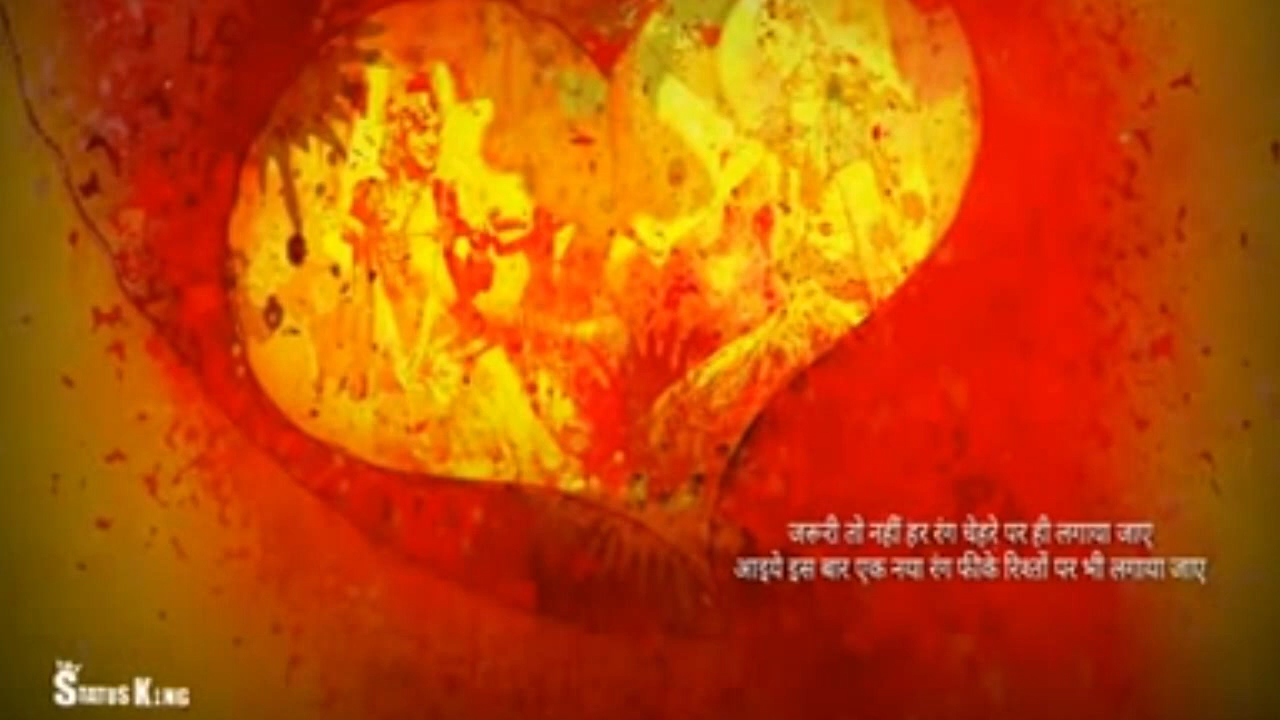 जरूरी तो नहीं हर रंग चेहरे पर ही लगाया जाए
आइये इस बार एक नया रंग फीके रिश्तों पर भी लगाया जाए
STATUS KING